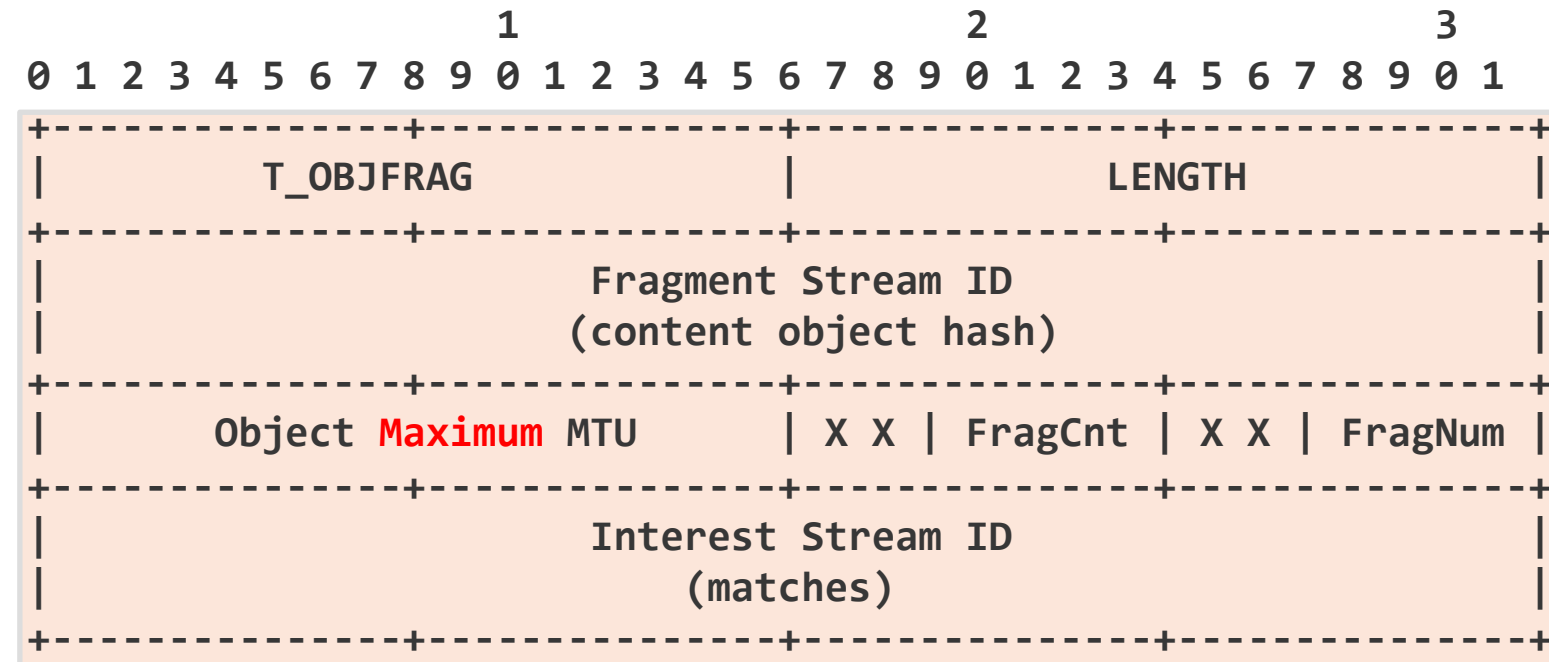 1                   2                   3
0 1 2 3 4 5 6 7 8 9 0 1 2 3 4 5 6 7 8 9 0 1 2 3 4 5 6 7 8 9 0 1
+---------------+---------------+---------------+---------------+
|         T_OBJFRAG             |             LENGTH            |
+---------------+---------------+---------------+---------------+
|                       Fragment Stream ID                      |
|                      (content object hash)                    |
+---------------+---------------+---------------+---------------+
|       Object Maximum MTU      | X X | FragCnt | X X | FragNum |
+---------------+---------------+---------------+---------------+
|                       Interest Stream ID                      |
|                           (matches)                           |
+---------------+---------------+---------------+---------------+